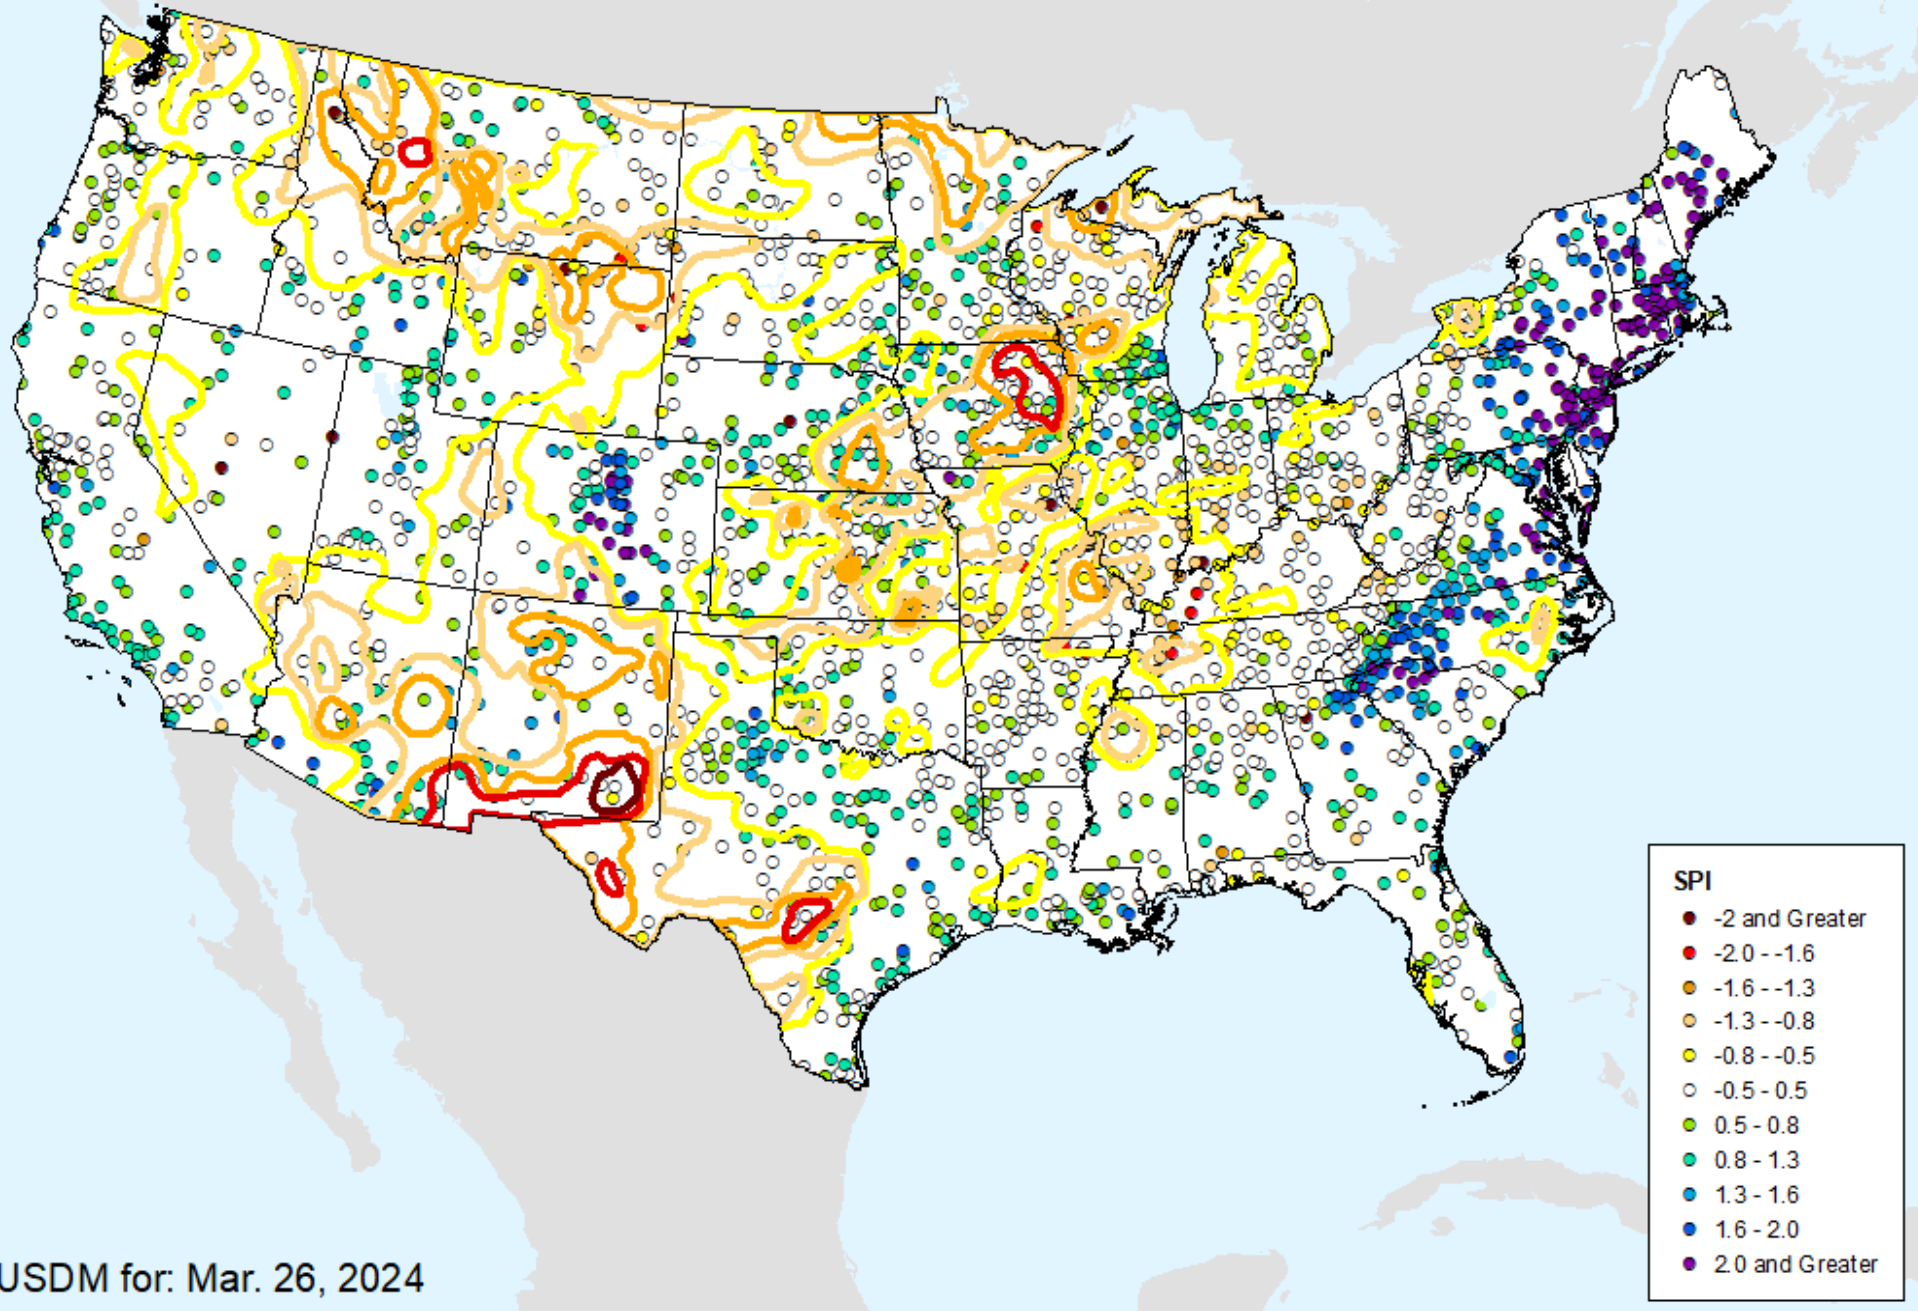 SPI
-2 and Greater
-2.0 - -1.6
-1.6 - -1.3
-1.3 - -0.8
-0.8 - -0.5
-0.5 - 0.5
0.5 - 0.8
0.8 - 1.3
1.3 - 1.6
1.6 - 2.0
2.0 and Greater
USDM for: Mar. 26, 2024